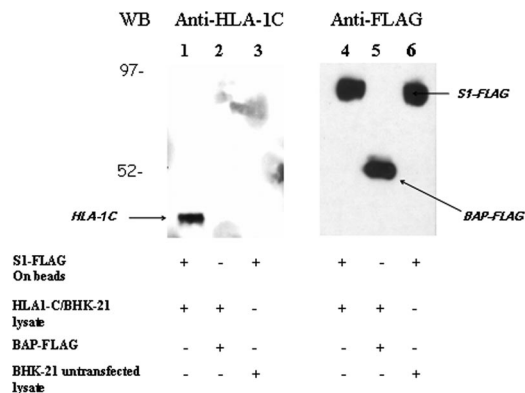 WB Anti-HLA-1C Anti-FLAG
1 2 3 4 5 6
97-
S1-FLAG
52-
HLA-1C
BAP-FLAG
S1-FLAG + - + + - +
On beads
HLA1-C/BHK-21 + + - + + -
lysate
BAP-FLAG - + - - + -
BHK-21 untransfected - - + - - +
lysate